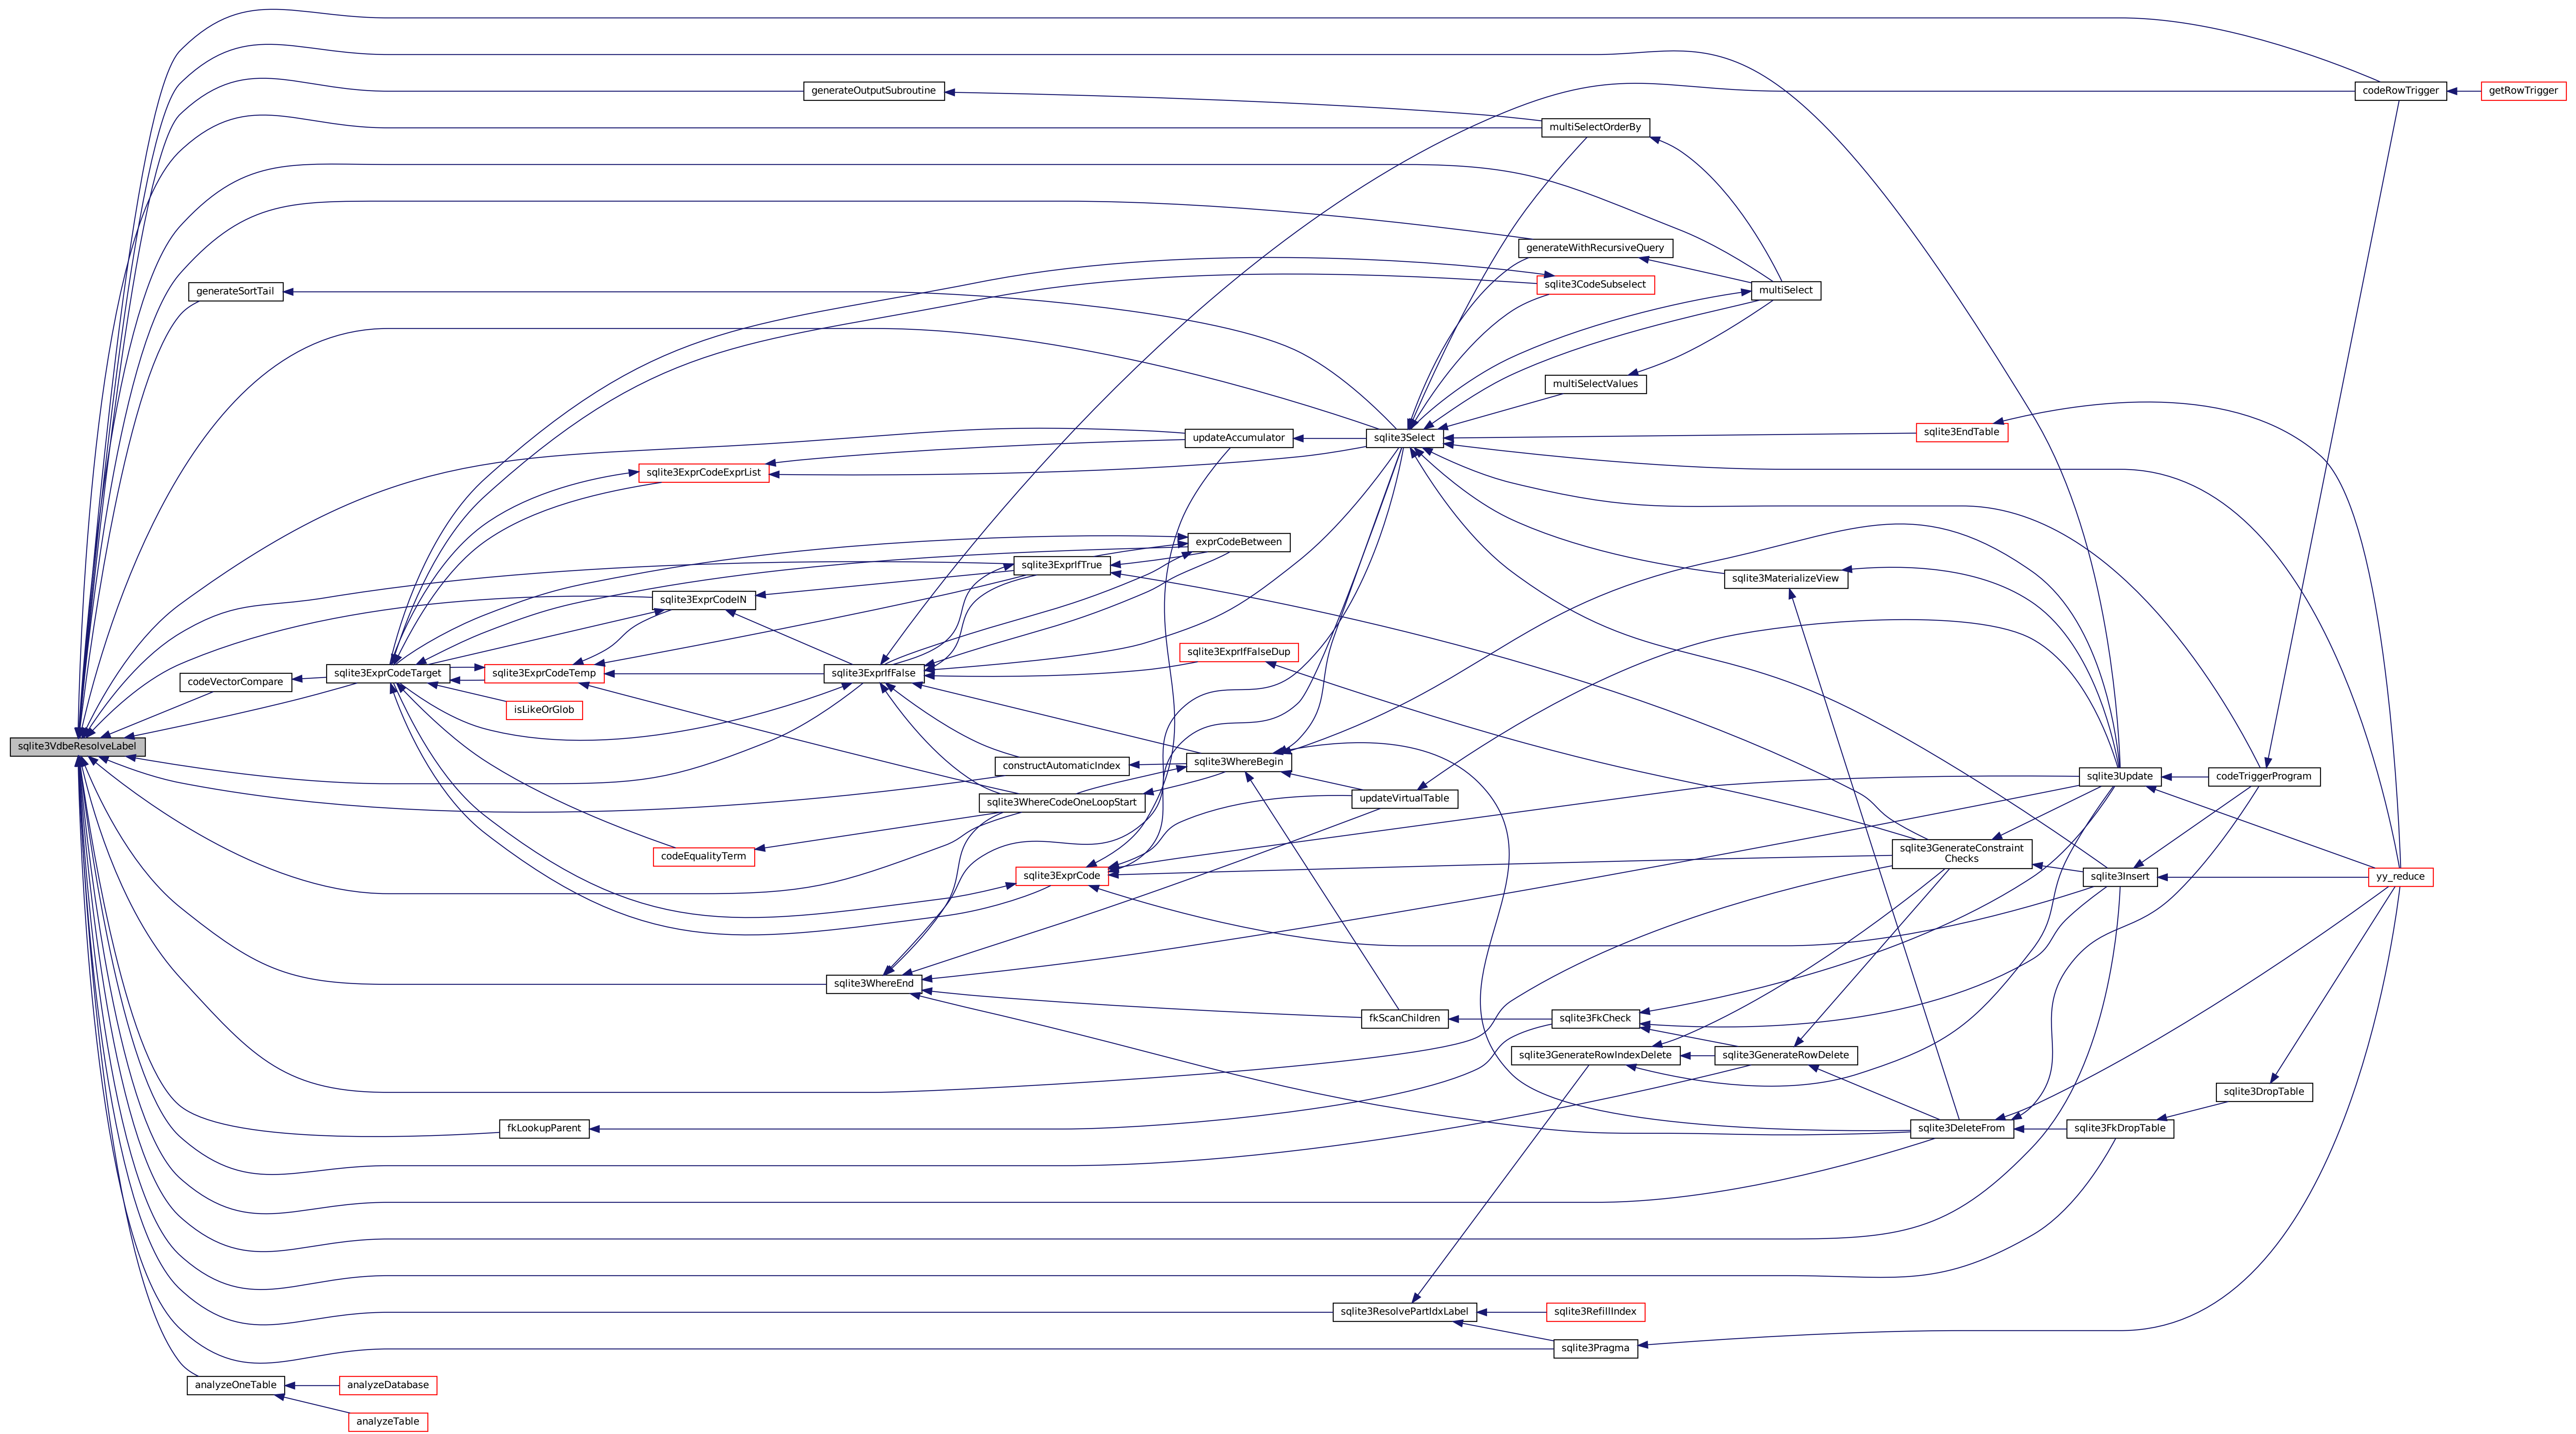 generateOutputSubroutine
codeRowTrigger
getRowTrigger
multiSelectOrderBy
generateWithRecursiveQuery
generateSortTail
sqlite3CodeSubselect
multiSelect
multiSelectValues
updateAccumulator
sqlite3Select
sqlite3EndTable
sqlite3ExprCodeExprList
exprCodeBetween
sqlite3ExprIfTrue
sqlite3MaterializeView
sqlite3ExprCodeIN
sqlite3ExprIfFalseDup
sqlite3ExprCodeTarget
sqlite3ExprCodeTemp
sqlite3ExprIfFalse
codeVectorCompare
isLikeOrGlob
sqlite3VdbeResolveLabel
constructAutomaticIndex
sqlite3WhereBegin
sqlite3Update
codeTriggerProgram
sqlite3WhereCodeOneLoopStart
updateVirtualTable
codeEqualityTerm
sqlite3GenerateConstraint
Checks
sqlite3ExprCode
sqlite3Insert
yy_reduce
sqlite3WhereEnd
fkScanChildren
sqlite3FkCheck
sqlite3GenerateRowIndexDelete
sqlite3GenerateRowDelete
sqlite3DropTable
fkLookupParent
sqlite3DeleteFrom
sqlite3FkDropTable
sqlite3ResolvePartIdxLabel
sqlite3RefillIndex
sqlite3Pragma
analyzeOneTable
analyzeDatabase
analyzeTable